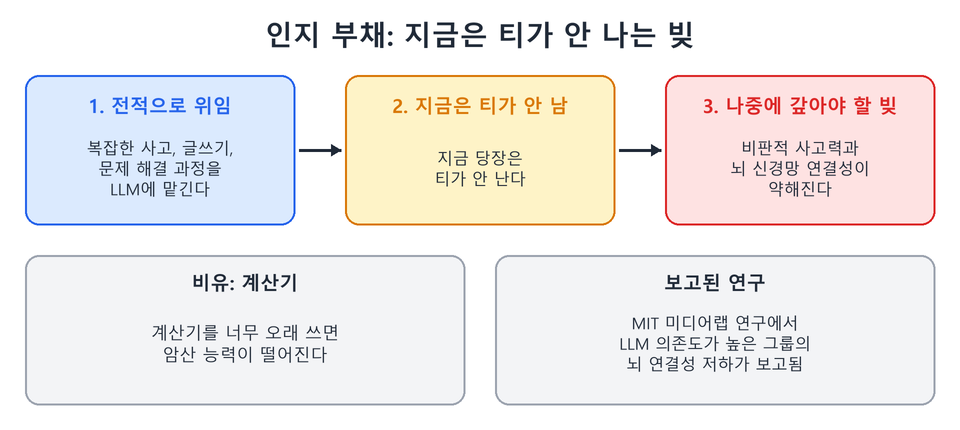 인지 부채: 지금은 티가 안 나는 빚
1. 전적으로 위임
복잡한 사고, 글쓰기,
문제 해결 과정을
LLM에 맡긴다
2. 지금은 티가 안 남
지금 당장은
티가 안 난다
3. 나중에 갚아야 할 빚
비판적 사고력과
뇌 신경망 연결성이
약해진다
비유: 계산기
계산기를 너무 오래 쓰면
암산 능력이 떨어진다
보고된 연구
MIT 미디어랩 연구에서
LLM 의존도가 높은 그룹의
뇌 연결성 저하가 보고됨